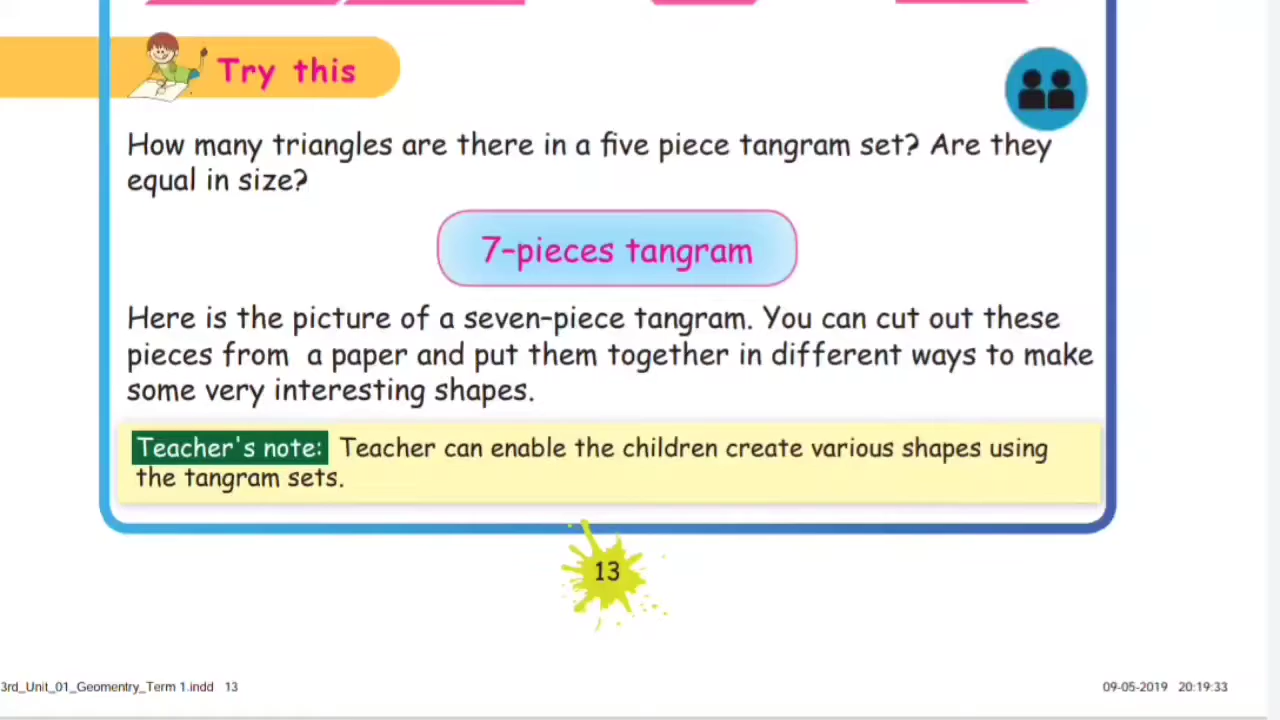 Try this
How many triangles are there in a five piece tangram set? Are they
equal in size?
7-pieces tangram
Here is the picture of a seven-piece tangram. You can cut out these
pieces from a paper and put them together in different ways to make
some very interesting shapes.
Teacher's note: Teacher can enable the children create various shapes using
the tangram sets.
13
3rd_Unit_01_Geomentry_Term 1.indd 13
09-05-2019 20:19:33